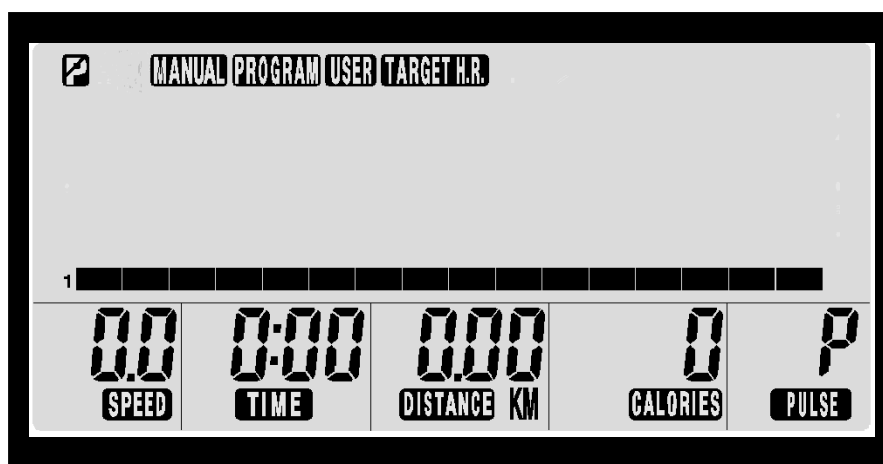 P MANUAL PROGRAM USER TARGET H.R.
1
0.0 0:00 0.00 0 P
SPEED TIME DISTANCE KM CALORIES PULSE